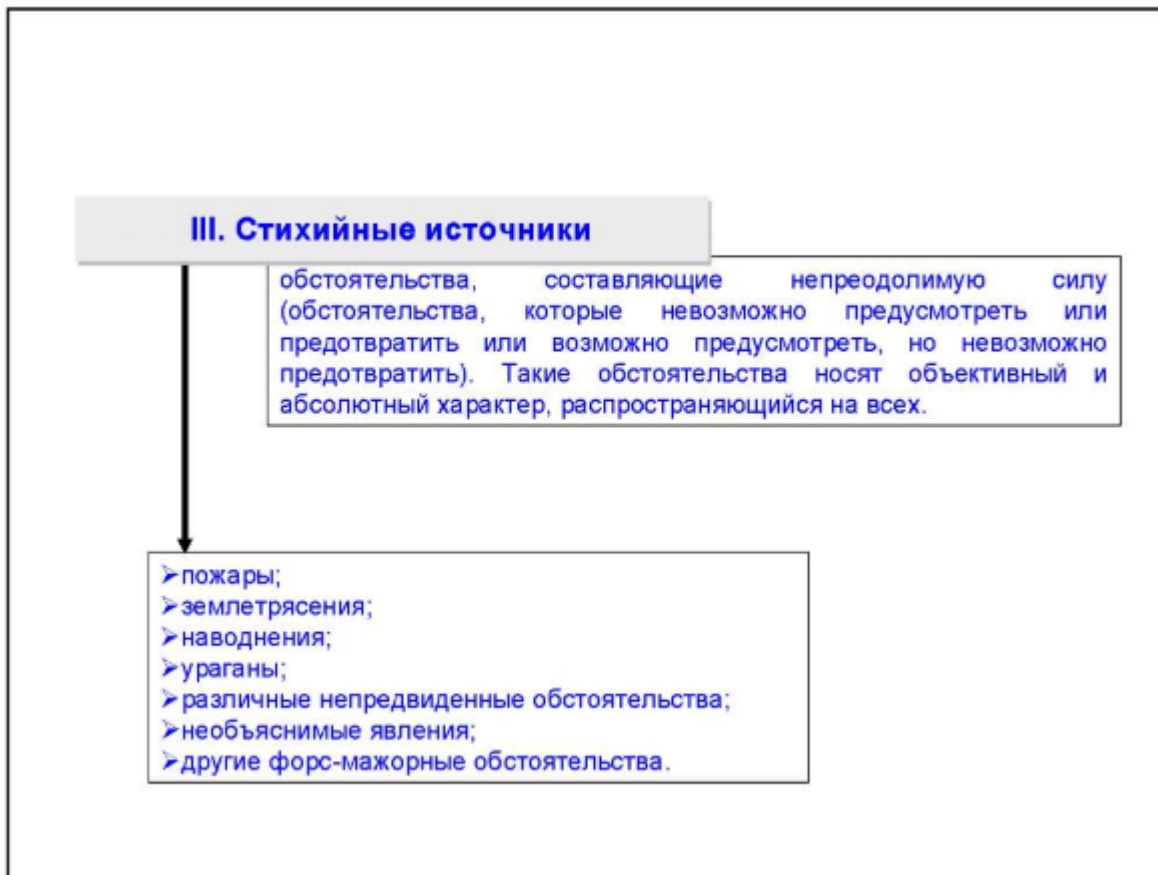 III. Стихийные источники
обстоятельства, составляющие непреодолимую силу
(обстоятельства, которые невозможно предусмотреть или
предотвратить или возможно предусмотреть, но невозможно
предотвратить). Такие обстоятельства носят объективный и
абсолютный характер, распространяющийся на всех.
➢пожары;
➢землетрясения;
➢наводнения;
➢ураганы;
➢различные непредвиденные обстоятельства;
➢необъяснимые явления;
➢другие форс-мажорные обстоятельства.